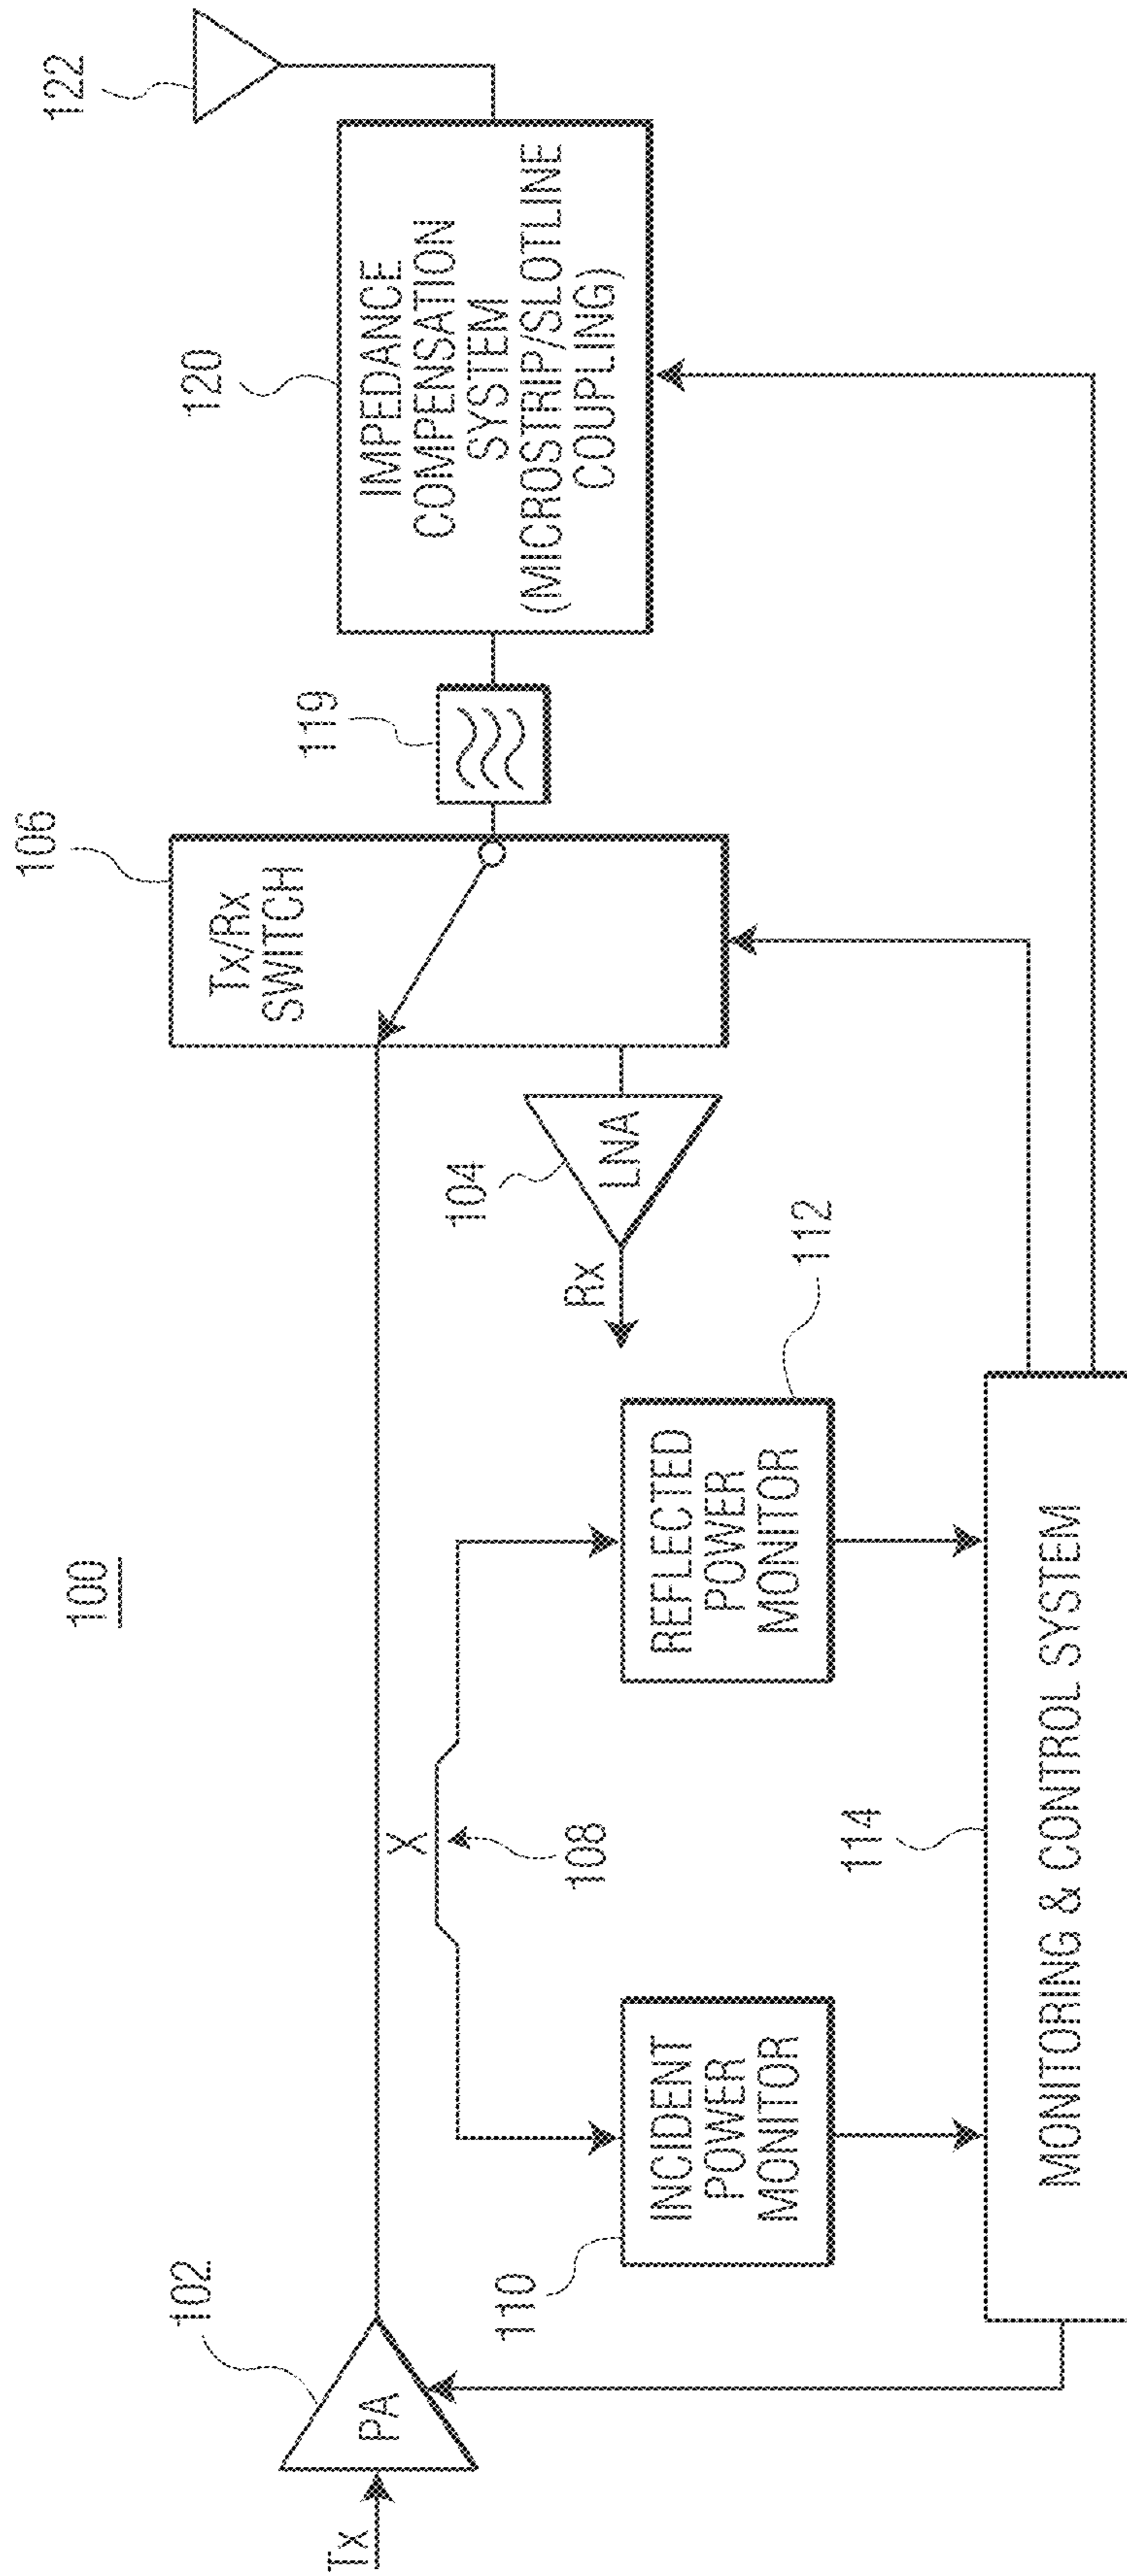 100
Tx
PA
102
X
108
INCIDENT
POWER
MONITOR
110
REFLECTED
POWER
MONITOR
112
MONITORING & CONTROL SYSTEM
114
Rx
LNA
104
Tx/Rx
SWITCH
106
119
IMPEDANCE
COMPENSATION
SYSTEM
(MICROSTRIP/SLOTLINE
COUPLING)
120
122